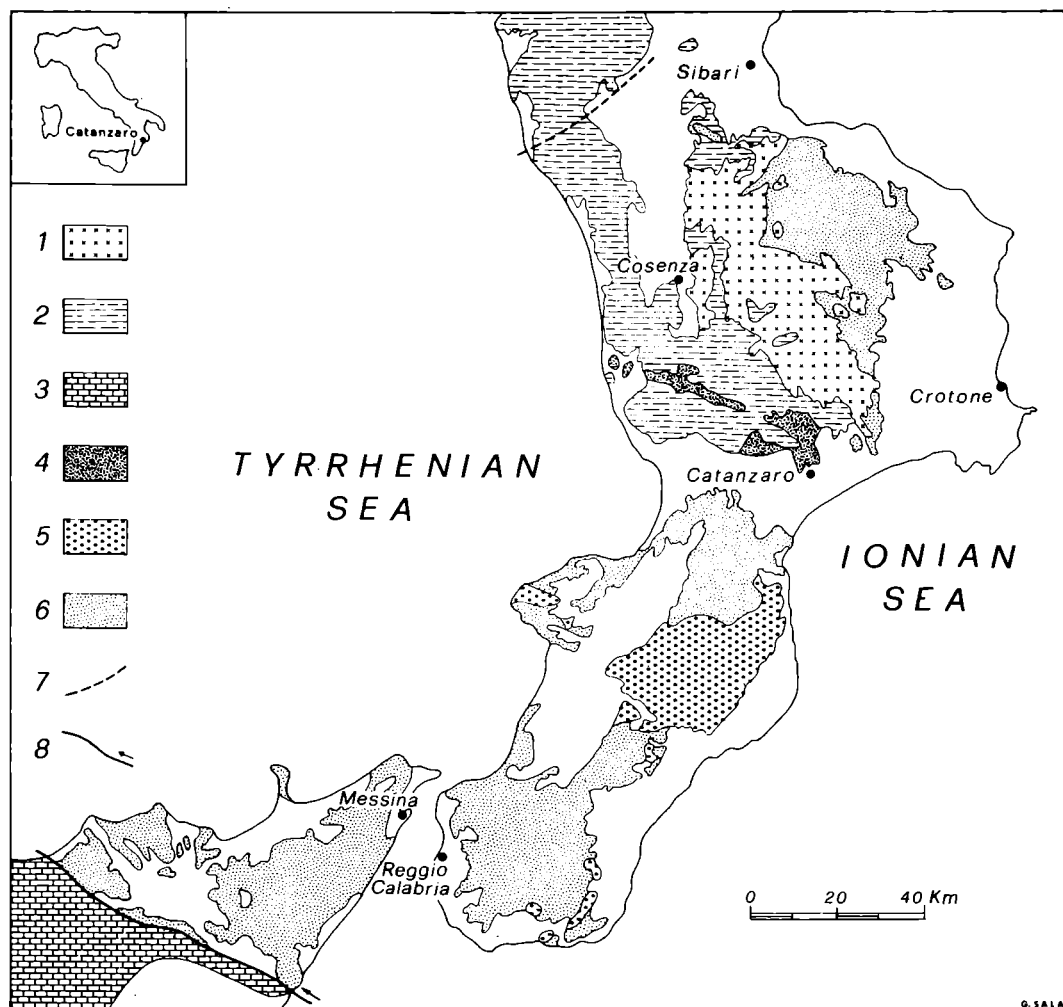 Catanzaro
Sibari
1
2
3
4
5
6
7
8
Cosenza
Crotone
TYRRHENIAN
SEA
Catanzaro
IONIAN
SEA
Messina
Reggio
Calabria
0 20 40 Km
G. SALA